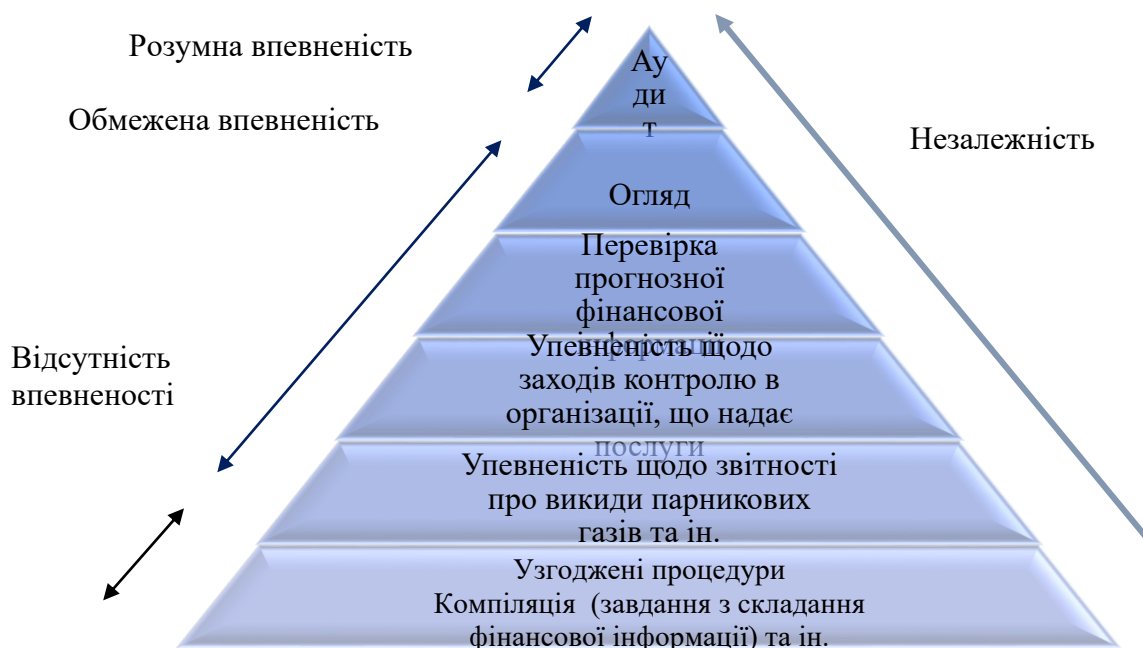 Розумна впевненість
Обмежена впевненість
Відсутність
впевненості
Незалежність
Ау
ди
т
Огляд
Перевірка
прогнозної
фінансової
інформації
Упевненість щодо
заходів контролю в
організації, що надає
послуги
Упевненість щодо звітності
про викиди парникових
газів та ін.
Узгоджені процедури
Компіляція (завдання з складання
фінансової інформації) та ін.